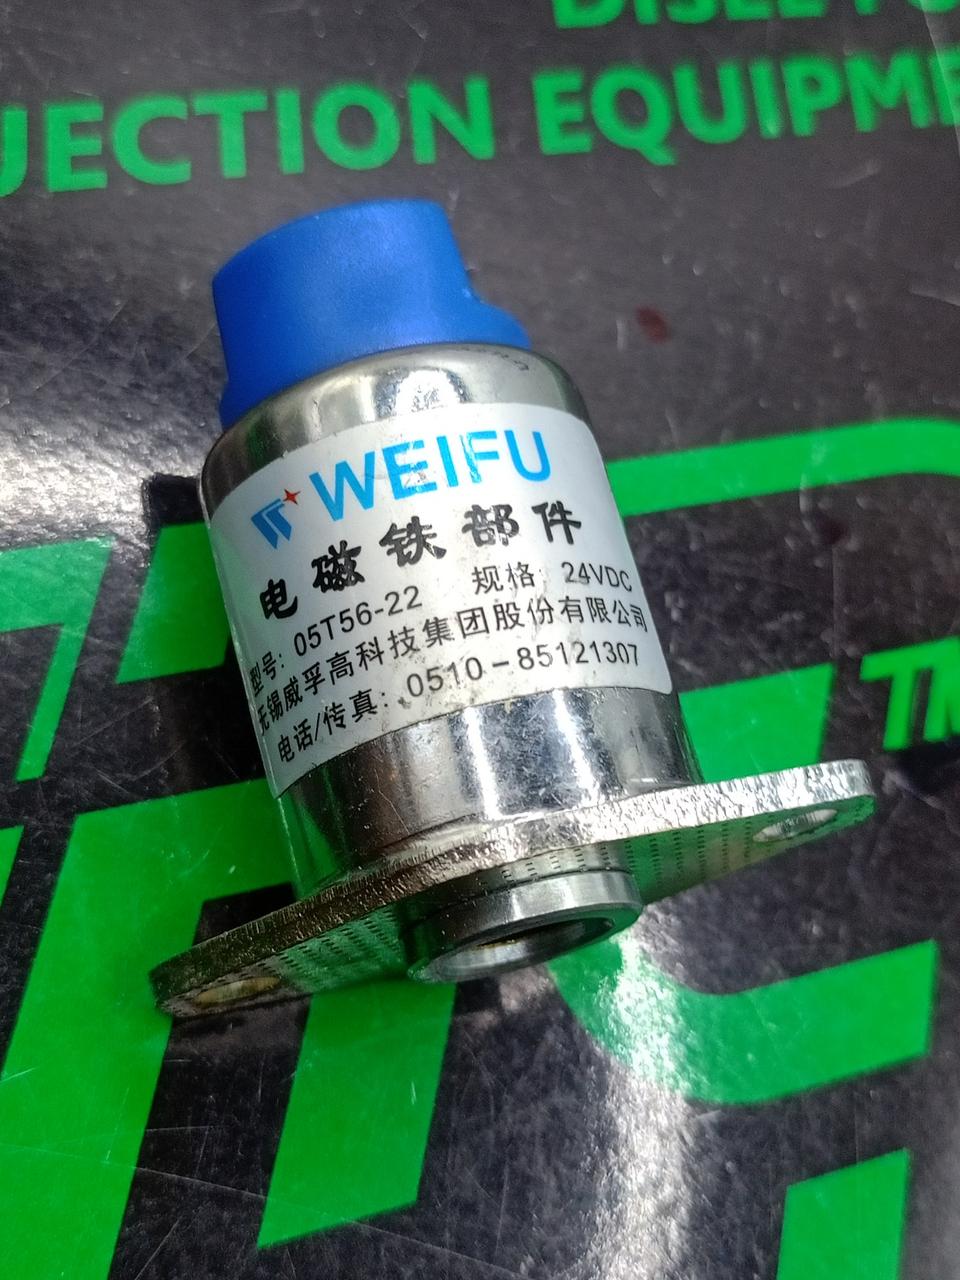 JECTION EQUIPME
WEIFU
电磁铁部件
型号: 05T56-22 规格: 24VDC
无锡威孚高科技集团股份有限公司
电话/传真: 0510-85121307
TM